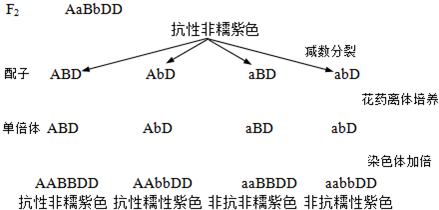 F2 AaBbDD
抗性非糯紫色
减数分裂
配子 ABD AbD aBD abD
花药离体培养
单倍体 ABD AbD aBD abD
染色体加倍
AABBDD AAbbDD aaBBDD aabbDD
抗性非糯紫色 抗性糯性紫色 非抗非糯紫色 非抗糯性紫色